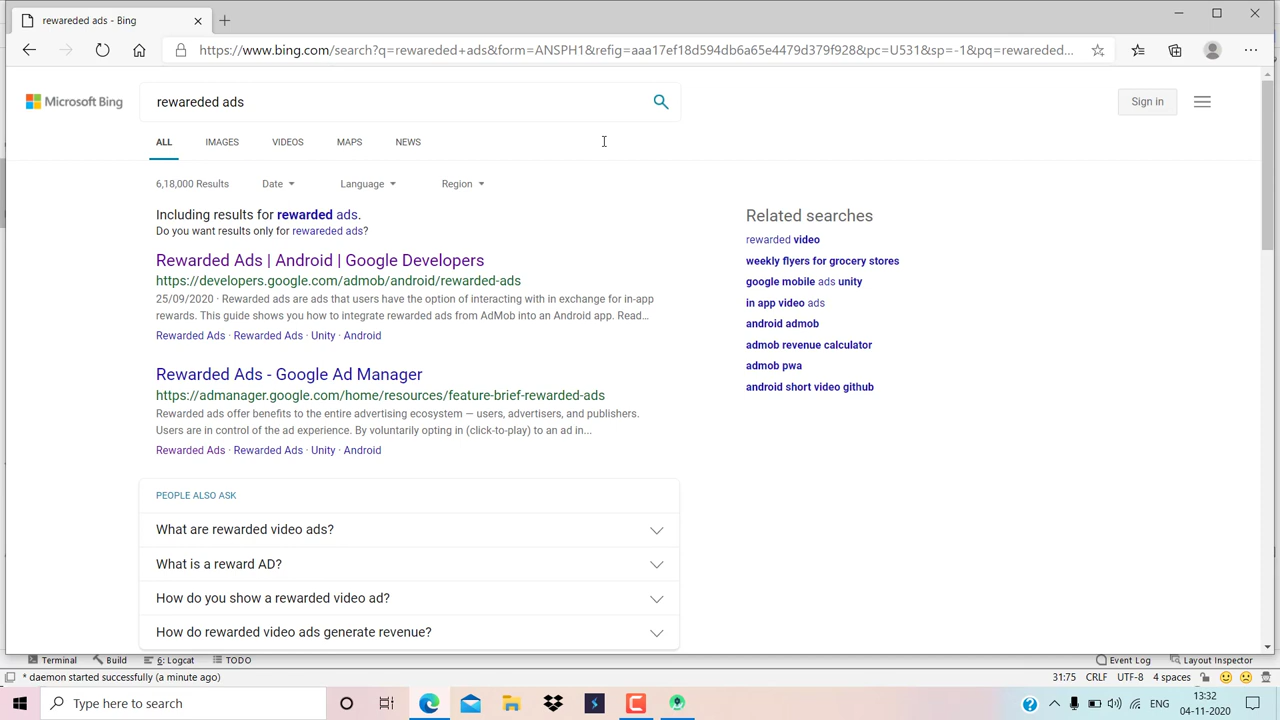 rewareded ads - Bing
https://www.bing.com/search?q=rewareded+ads&form=ANSPH1&refig=aaa17ef18d594db6a65e4479d379f928&pc=U531&sp=-1&pq=rewareded...
Microsoft Bing
rewareded ads
Sign in
ALL IMAGES VIDEOS MAPS NEWS
6,18,000 Results Date Language Region
Including results for rewarded ads.
Do you want results only for rewareded ads?
Rewarded Ads | Android | Google Developers
https://developers.google.com/admob/android/rewarded-ads
25/09/2020 · Rewarded ads are ads that users have the option of interacting with in exchange for in-app
rewards. This guide shows you how to integrate rewarded ads from AdMob into an Android app. Read...
Rewarded Ads · Rewarded Ads · Unity · Android
Rewarded Ads - Google Ad Manager
https://admanager.google.com/home/resources/feature-brief-rewarded-ads
Rewarded ads offer benefits to the entire advertising ecosystem — users, advertisers, and publishers.
Users are in control of the ad experience. By voluntarily opting in (click-to-play) to an ad in...
Rewarded Ads · Rewarded Ads · Unity · Android
PEOPLE ALSO ASK
What are rewarded video ads?
What is a reward AD?
How do you show a rewarded video ad?
How do rewarded video ads generate revenue?
Related searches
rewarded video
weekly flyers for grocery stores
google mobile ads unity
in app video ads
android admob
admob revenue calculator
admob pwa
android short video github
Terminal Build 6: Logcat TODO Event Log Layout Inspector
* daemon started successfully (a minute ago) 31:75 CRLF UTF-8 4 spaces
Type here to search
ENG
13:32
04-11-2020